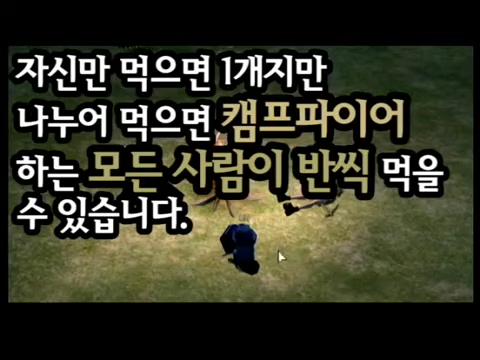 자신만 먹으면 1개지만
나누어 먹으면 캠프파이어
하는 모든 사람이 반씩 먹을
수 있습니다.